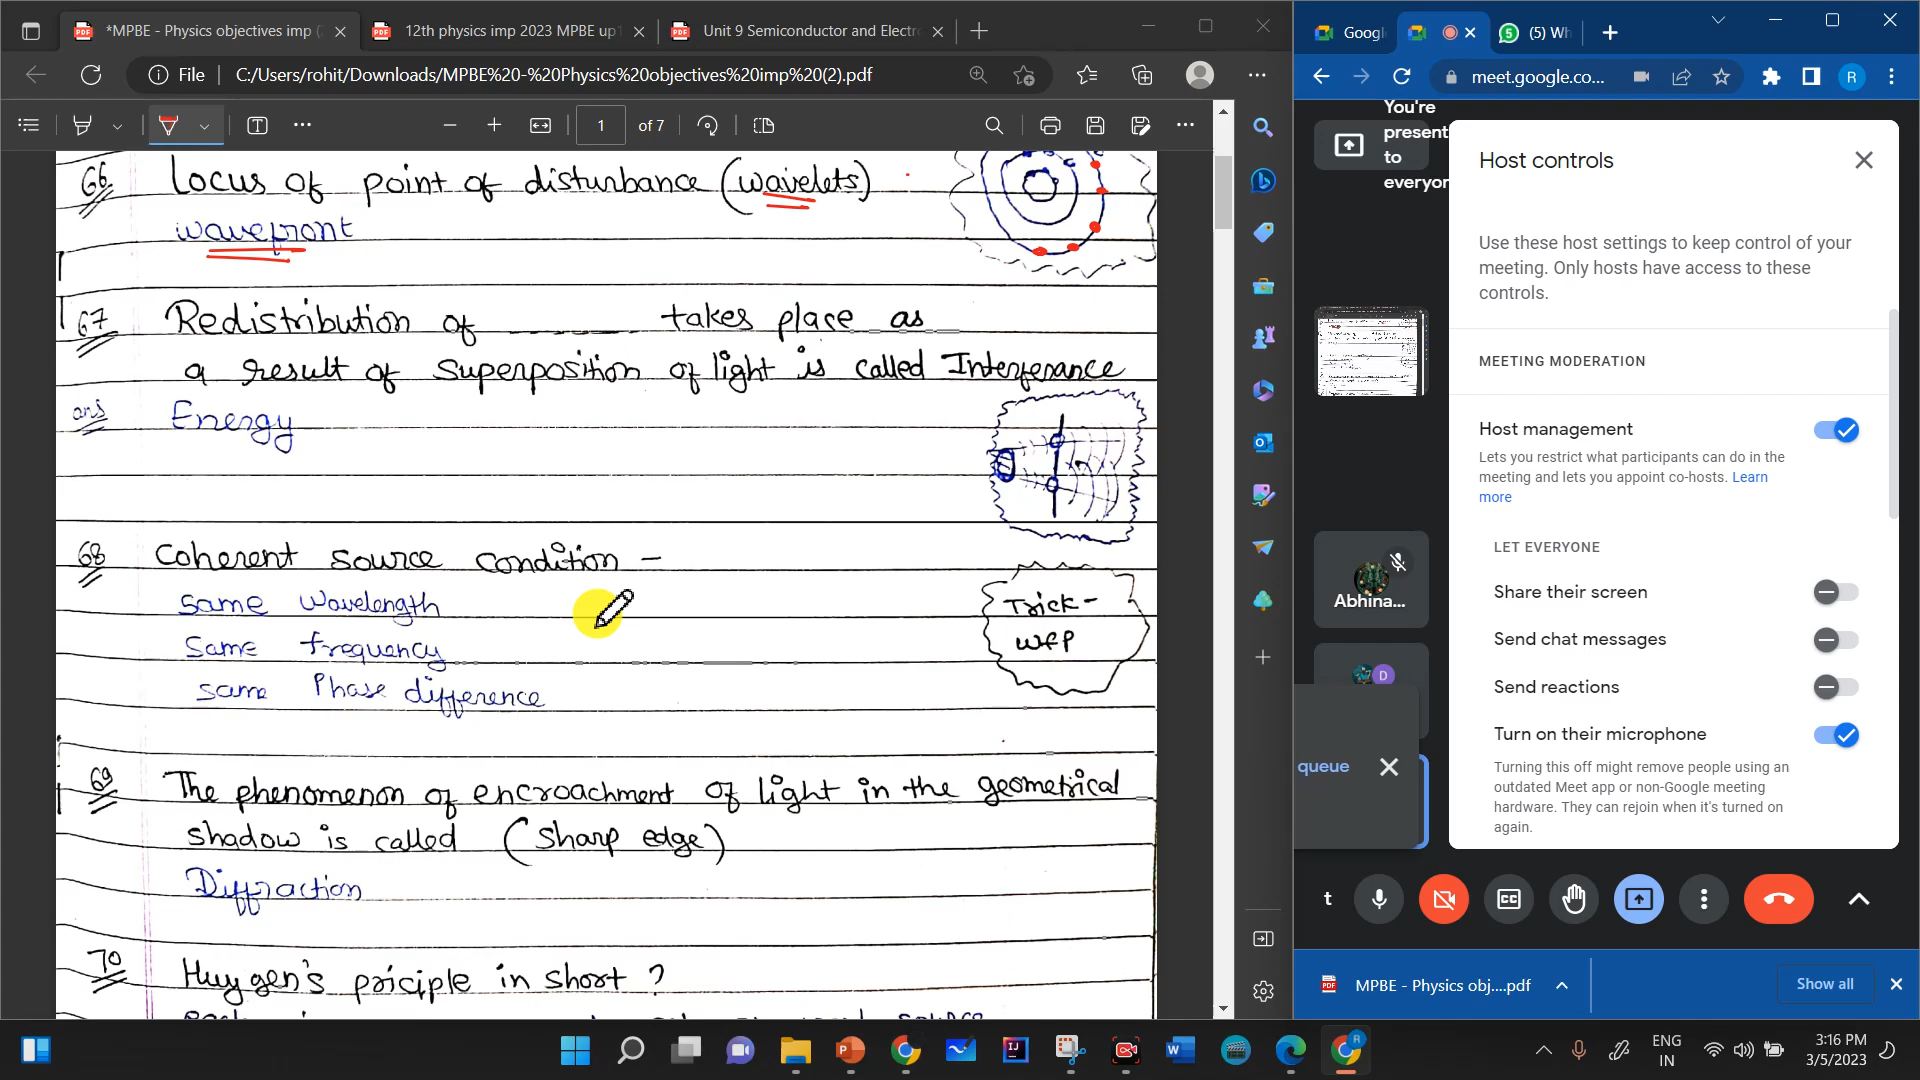 *MPBE - Physics objectives imp (
12th physics imp 2023 MPBE up
Unit 9 Semiconductor and Electr
File
C:/Users/rohit/Downloads/MPBE%20-%20Physics%20objectives%20imp%20(2).pdf
1 of 7
66 Locus of point of disturbance (wavelets)
wavefront
67 Redistribution of ------- takes place as
a result of superposition of light is called Interferance
ans Energy
68 Coherent source condition -
same wavelength
same frequency
same Phase difference
Trick-
WFP
69 The phenomenon of encroachment of light in the geometrical
shadow is called (sharp edge)
Diffraction
70 Huygen's priciple in short ?
Googl
(5) Wh
meet.google.co...
R
You're
present
to
everyor
Host controls
Use these host settings to keep control of your
meeting. Only hosts have access to these
controls.
MEETING MODERATION
Host management
Lets you restrict what participants can do in the
meeting and lets you appoint co-hosts. Learn
more
LET EVERYONE
Share their screen
Send chat messages
Send reactions
Turn on their microphone
Turning this off might remove people using an
outdated Meet app or non-Google meeting
hardware. They can rejoin when it's turned on
again.
Abhina...
D
queue
t
CC
MPBE - Physics obj....pdf
Show all
ENG
IN
3:16 PM
3/5/2023